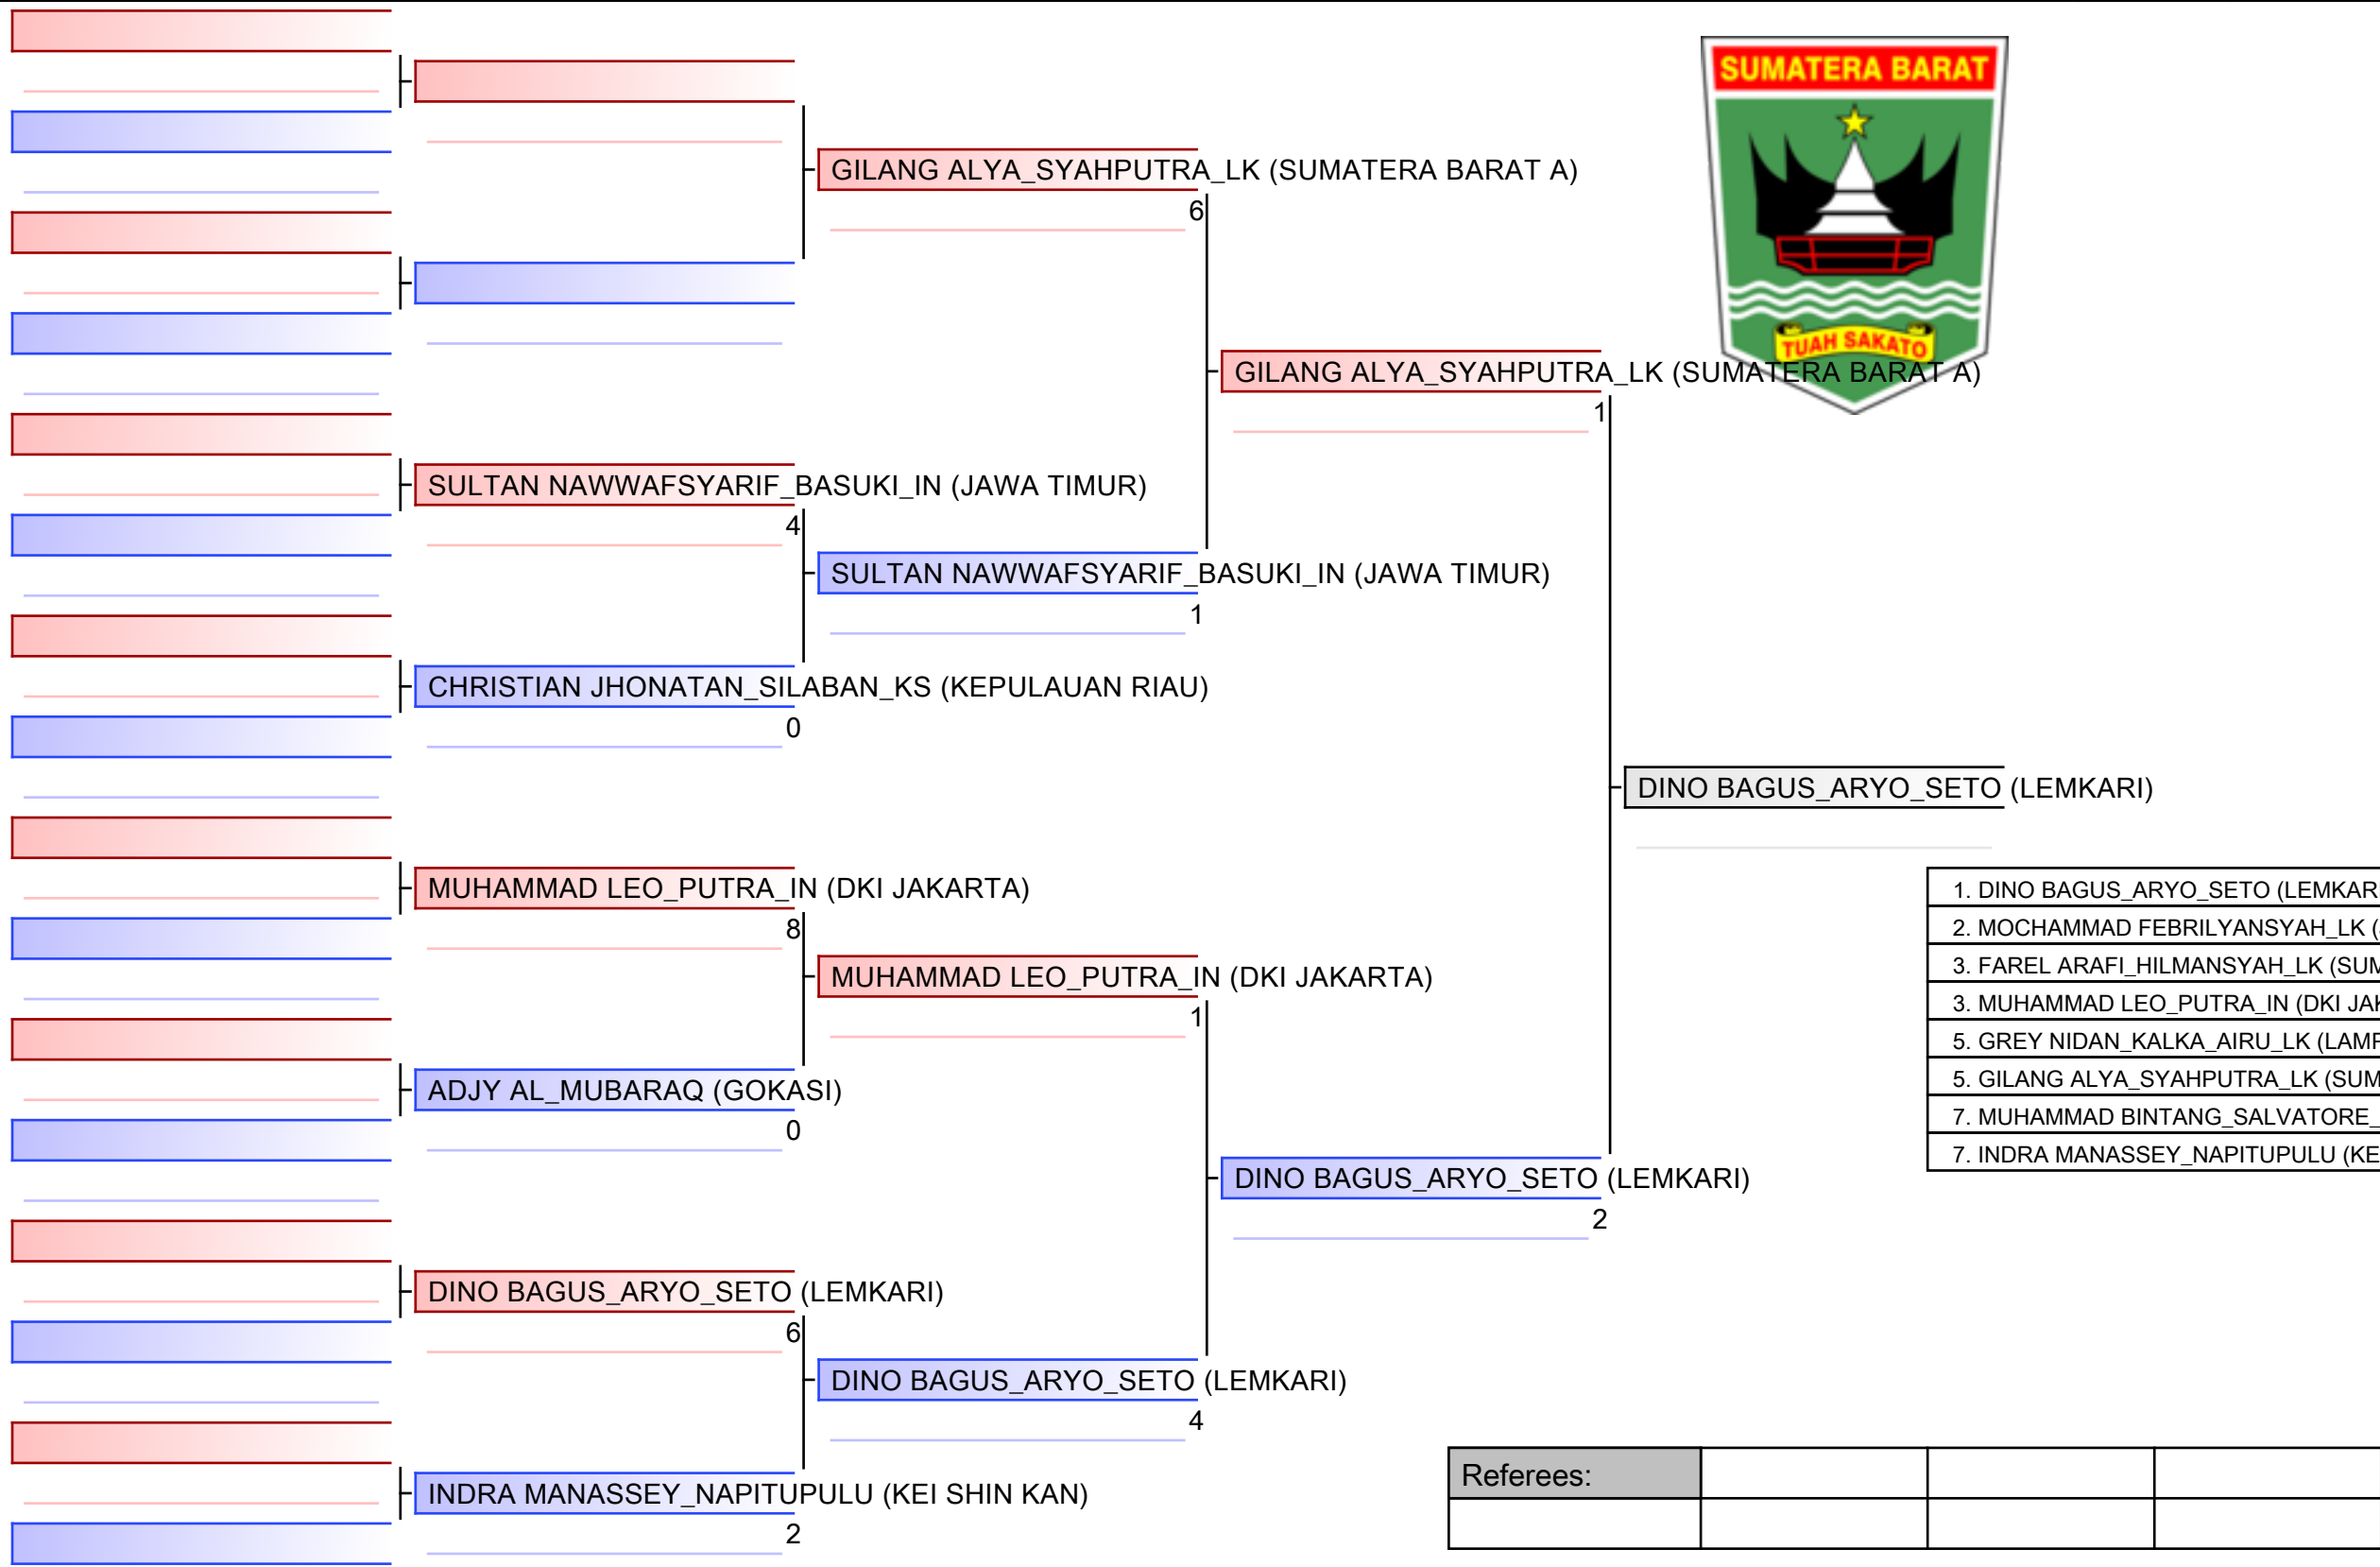 SUMATERA BARAT
TUAH SAKATO
GILANG ALYA_SYAHPUTRA_LK (SUMATERA BARAT A)
6
GILANG ALYA_SYAHPUTRA_LK (SUMATERA BARAT A)
1
SULTAN NAWWAFSYARIF_BASUKI_IN (JAWA TIMUR)
4
SULTAN NAWWAFSYARIF_BASUKI_IN (JAWA TIMUR)
1
CHRISTIAN JHONATAN_SILABAN_KS (KEPULAUAN RIAU)
0
DINO BAGUS_ARYO_SETO (LEMKARI)
MUHAMMAD LEO_PUTRA_IN (DKI JAKARTA)
8
MUHAMMAD LEO_PUTRA_IN (DKI JAKARTA)
1
ADJY AL_MUBARAQ (GOKASI)
0
DINO BAGUS_ARYO_SETO (LEMKARI)
2
DINO BAGUS_ARYO_SETO (LEMKARI)
6
DINO BAGUS_ARYO_SETO (LEMKARI)
4
INDRA MANASSEY_NAPITUPULU (KEI SHIN KAN)
2
1. DINO BAGUS_ARYO_SETO (LEMKAR
2. MOCHAMMAD FEBRILYANSYAH_LK (
3. FAREL ARAFI_HILMANSYAH_LK (SUM
3. MUHAMMAD LEO_PUTRA_IN (DKI JAK
5. GREY NIDAN_KALKA_AIRU_LK (LAMP
5. GILANG ALYA_SYAHPUTRA_LK (SUM
7. MUHAMMAD BINTANG_SALVATORE_
7. INDRA MANASSEY_NAPITUPULU (KE
Referees: